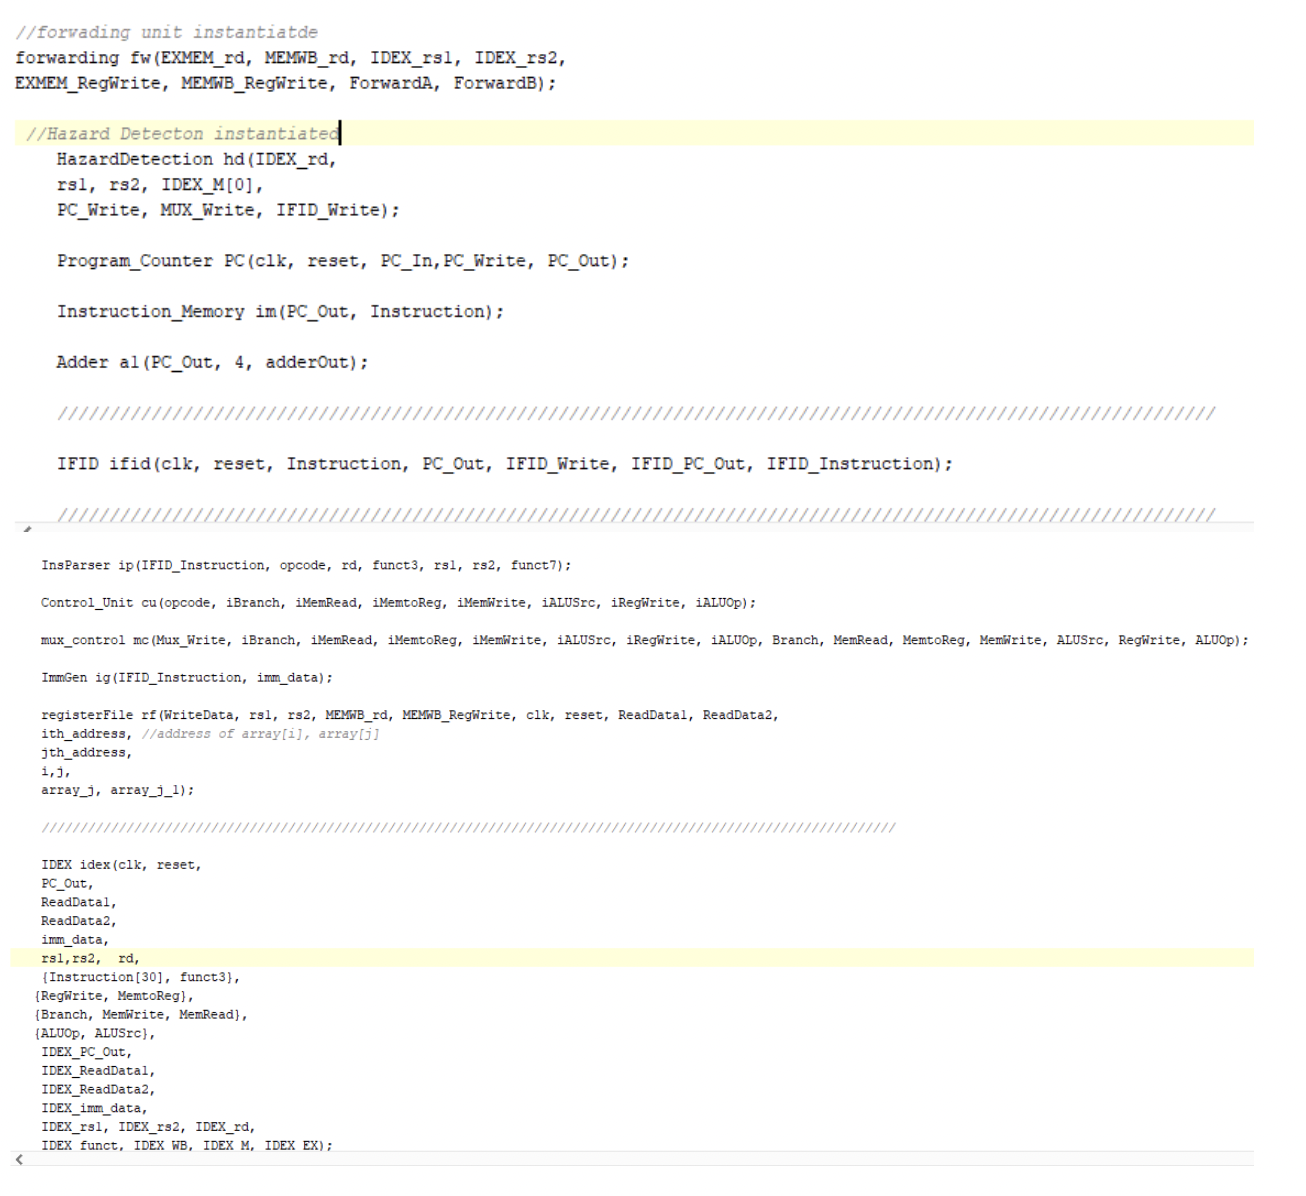 //forwading unit instantiatde
forwarding fw(EXMEM_rd, MEMWB_rd, IDEX_rs1, IDEX_rs2,
EXMEM_RegWrite, MEMWB_RegWrite, ForwardA, ForwardB);
//Hazard Detecton instantiated
HazardDetection hd(IDEX_rd,
rs1, rs2, IDEX_M[0],
PC_Write, MUX_Write, IFID_Write);
Program_Counter PC(clk, reset, PC_In,PC_Write, PC_Out);
Instruction_Memory im(PC_Out, Instruction);
Adder a1(PC_Out, 4, adderOut);
///////////////////////////////////////////////////////////////////////////////////////////////////////////////
IFID ifid(clk, reset, Instruction, PC_Out, IFID_Write, IFID_PC_Out, IFID_Instruction);
///////////////////////////////////////////////////////////////////////////////////////////////////////////////
InsParser ip(IFID_Instruction, opcode, rd, funct3, rs1, rs2, funct7);
Control_Unit cu(opcode, iBranch, iMemRead, iMemtoReg, iMemWrite, iALUSrc, iRegWrite, iALUOp);
mux_control mc(Mux_Write, iBranch, iMemRead, iMemtoReg, iMemWrite, iALUSrc, iRegWrite, iALUOp, Branch, MemRead, MemtoReg, MemWrite, ALUSrc, RegWrite, ALUOp);
ImmGen ig(IFID_Instruction, imm_data);
registerFile rf(WriteData, rs1, rs2, MEMWB_rd, MEMWB_RegWrite, clk, reset, ReadData1, ReadData2,
ith_address, //address of array[i], array[j]
jth_address,
i,j,
array_j, array_j_1);
///////////////////////////////////////////////////////////////////////////////////////////////////////////////
IDEX idex(clk, reset,
PC_Out,
ReadData1,
ReadData2,
imm_data,
rs1,rs2,  rd,
{Instruction[30], funct3},
{RegWrite, MemtoReg},
{Branch, MemWrite, MemRead},
{ALUOp, ALUSrc},
IDEX_PC_Out,
IDEX_ReadData1,
IDEX_ReadData2,
IDEX_imm_data,
IDEX_rs1, IDEX_rs2, IDEX_rd,
IDEX_funct, IDEX_WB, IDEX_M, IDEX_EX);